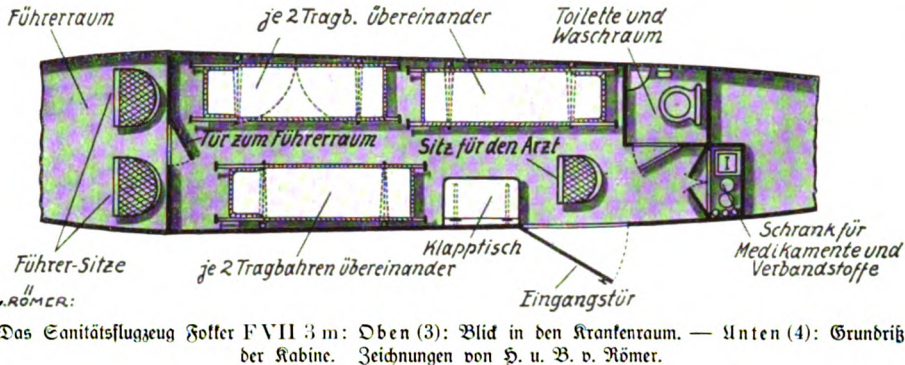 Führerraum
je 2 Tragb. übereinander
Toilette und
Waschraum
Tür zum Führerraum
Sitz für den Arzt
Führer-Sitze
je 2 Tragbahren übereinander
Klapptisch
Eingangstür
Schrank für
Medikamente und
Verbandstoffe
I
RÖMER:
Das Sanitätsflugzeug Fokker F VII 3 m: Oben (3): Blick in den Krankenraum. — Unten (4): Grundriß
der Kabine. Zeichnungen von H. u. B. v. Römer.